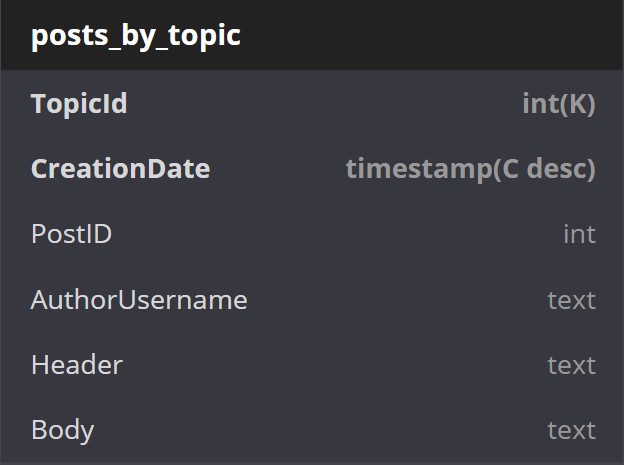 posts_by_topic
TopicId int(K)
CreationDate timestamp(C desc)
PostID int
AuthorUsername text
Header text
Body text